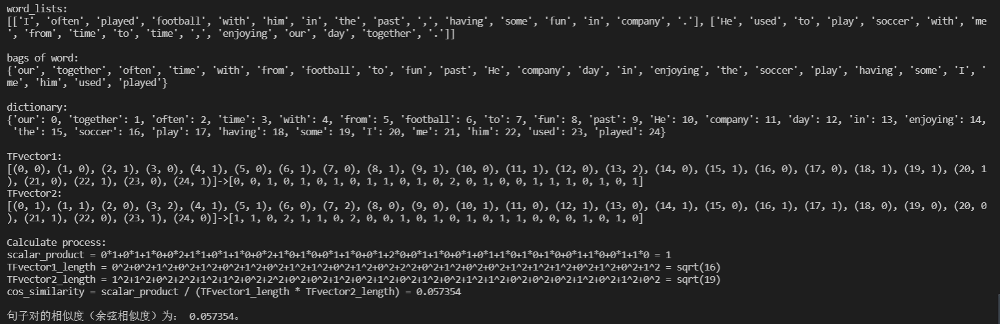 word_lists:
[['I', 'often', 'played', 'football', 'with', 'him', 'in', 'the', 'past', ',', 'having', 'some', 'fun', 'in', 'company', '.'], ['He', 'used', 'to', 'play', 'soccer', 'with', 'me
', 'from', 'time', 'to', 'time', ',', 'enjoying', 'our', 'day', 'together', '.']]
bags of word:
{'our', 'together', 'often', 'time', 'with', 'from', 'football', 'to', 'fun', 'past', 'He', 'company', 'day', 'in', 'enjoying', 'the', 'soccer', 'play', 'having', 'some', 'I', '
me', 'him', 'used', 'played'}
dictionary:
{'our': 0, 'together': 1, 'often': 2, 'time': 3, 'with': 4, 'from': 5, 'football': 6, 'to': 7, 'fun': 8, 'past': 9, 'He': 10, 'company': 11, 'day': 12, 'in': 13, 'enjoying': 14,
'the': 15, 'soccer': 16, 'play': 17, 'having': 18, 'some': 19, 'I': 20, 'me': 21, 'him': 22, 'used': 23, 'played': 24}
TFvector1:
[(0, 0), (1, 0), (2, 1), (3, 0), (4, 1), (5, 0), (6, 1), (7, 0), (8, 1), (9, 1), (10, 0), (11, 1), (12, 0), (13, 2), (14, 0), (15, 1), (16, 0), (17, 0), (18, 1), (19, 1), (20, 1
), (21, 0), (22, 1), (23, 0), (24, 1)]->[0, 0, 1, 0, 1, 0, 1, 0, 1, 1, 0, 1, 0, 2, 0, 1, 0, 0, 1, 1, 1, 0, 1, 0, 1]
TFvector2:
[(0, 1), (1, 1), (2, 0), (3, 2), (4, 1), (5, 1), (6, 0), (7, 2), (8, 0), (9, 0), (10, 1), (11, 0), (12, 1), (13, 0), (14, 1), (15, 0), (16, 1), (17, 1), (18, 0), (19, 0), (20, 0
), (21, 1), (22, 0), (23, 1), (24, 0)]->[1, 1, 0, 2, 1, 1, 0, 2, 0, 0, 1, 0, 1, 0, 1, 0, 1, 1, 0, 0, 0, 1, 0, 1, 0]
Calculate process:
scalar_product = 0*1+0*1+1*0+0*2+1*1+0*1+1*0+0*2+1*0+1*0+0*1+1*0+0*1+2*0+0*1+1*0+0*1+0*1+1*0+1*0+1*0+0*1+1*0+0*1+1*0 = 1
TFvector1_length = 0^2+0^2+1^2+0^2+1^2+0^2+1^2+0^2+1^2+1^2+0^2+1^2+0^2+2^2+0^2+1^2+0^2+0^2+1^2+1^2+1^2+0^2+1^2+0^2+1^2 = sqrt(16)
TFvector2_length = 1^2+1^2+0^2+2^2+1^2+1^2+0^2+2^2+0^2+0^2+1^2+0^2+1^2+0^2+1^2+0^2+1^2+1^2+0^2+0^2+0^2+1^2+0^2+1^2+0^2 = sqrt(19)
cos_similarity = scalar_product / (TFvector1_length * TFvector2_length) = 0.057354
句子对的相似度（余弦相似度）为： 0.057354。